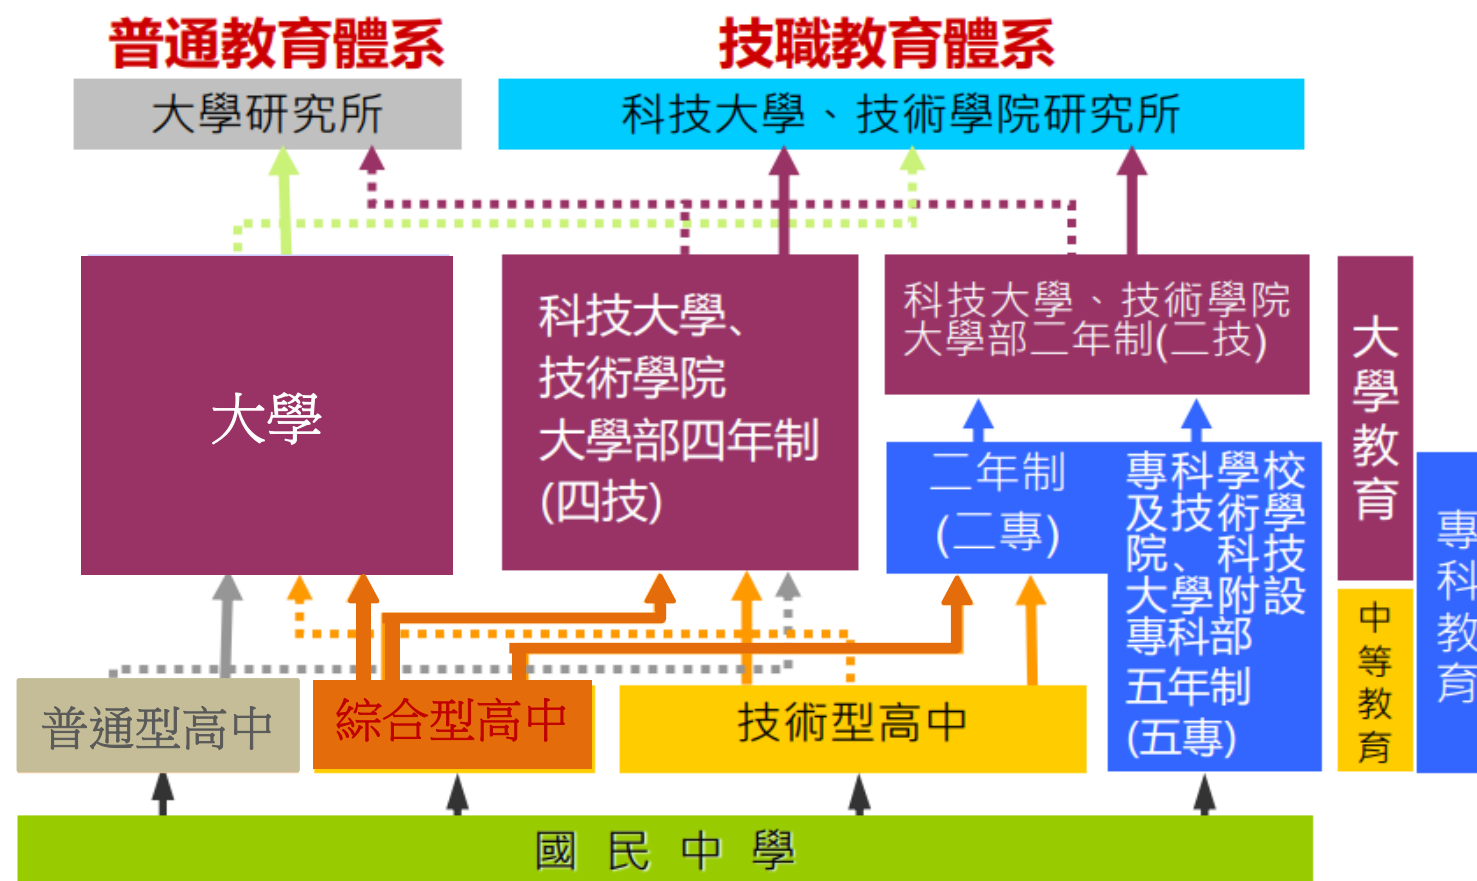 普通教育體系
技職教育體系
大學研究所
科技大學、技術學院研究所
大學
科技大學、
技術學院
大學部四年制
(四技)
科技大學、技術學院
大學部二年制(二技)
二年制
(二專)
專科學校
及技術學
院、科技
大學附設
專科部
五年制
(五專)
大學教育
中等教育
專科教育
普通型高中
綜合型高中
技術型高中
國民中學